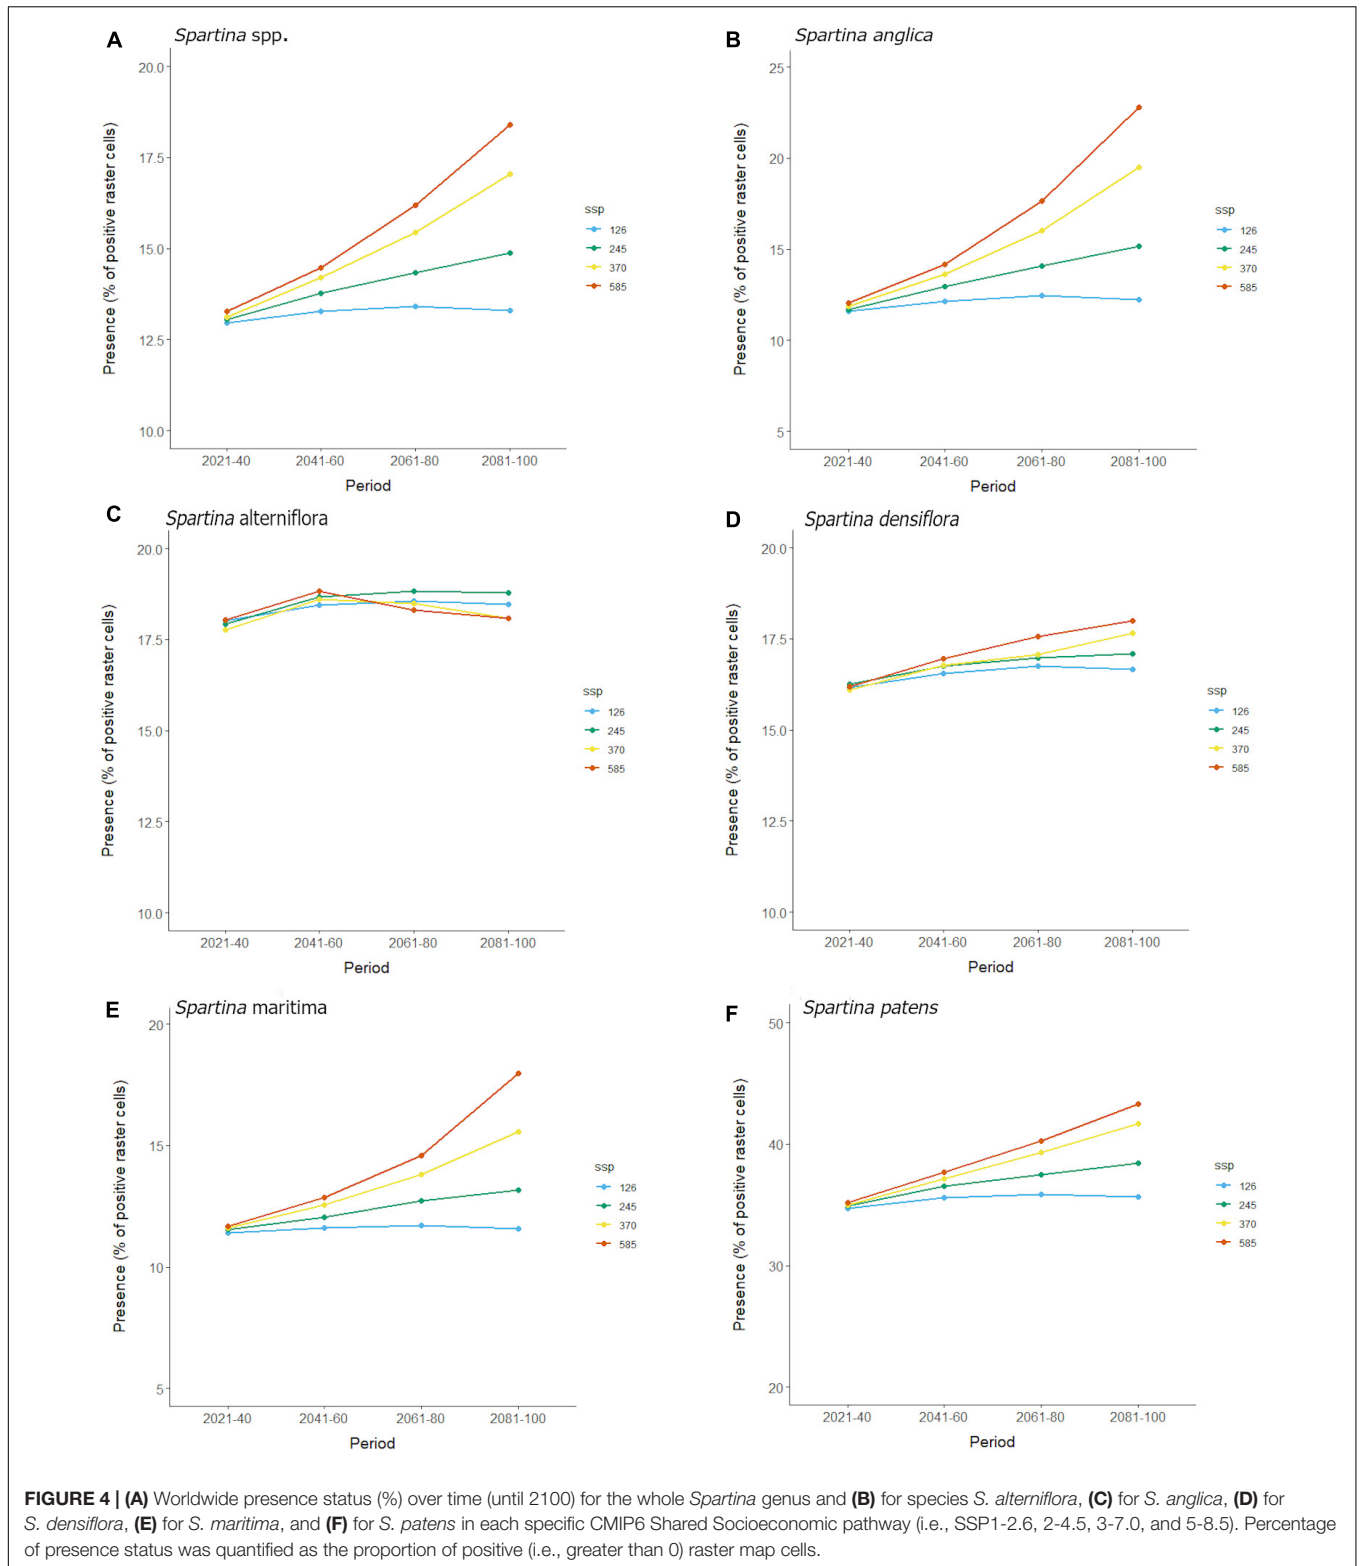 A
Spartina spp.
Presence (% of positive raster cells)
20.0
17.5
15.0
12.5
10.0
2021-40 2041-60 2061-80 2081-100
Period
ssp
126
245
370
585
B
Spartina anglica
Presence (% of positive raster cells)
25
20
15
10
5
2021-40 2041-60 2061-80 2081-100
Period
ssp
126
245
370
585
C
Spartina alterniflora
Presence (% of positive raster cells)
20.0
17.5
15.0
12.5
10.0
2021-40 2041-60 2061-80 2081-100
Period
ssp
126
245
370
585
D
Spartina densiflora
Presence (% of positive raster cells)
20.0
17.5
15.0
12.5
10.0
2021-40 2041-60 2061-80 2081-100
Period
ssp
126
245
370
585
E
Spartina maritima
Presence (% of positive raster cells)
20
15
10
5
2021-40 2041-60 2061-80 2081-100
Period
ssp
126
245
370
585
F
Spartina patens
Presence (% of positive raster cells)
50
40
30
20
2021-40 2041-60 2061-80 2081-100
Period
ssp
126
245
370
585
FIGURE 4 | (A) Worldwide presence status (%) over time (until 2100) for the whole Spartina genus and (B) for species S. alterniflora, (C) for S. anglica, (D) for
S. densiflora, (E) for S. maritima, and (F) for S. patens in each specific CMIP6 Shared Socioeconomic pathway (i.e., SSP1-2.6, 2-4.5, 3-7.0, and 5-8.5). Percentage
of presence status was quantified as the proportion of positive (i.e., greater than 0) raster map cells.